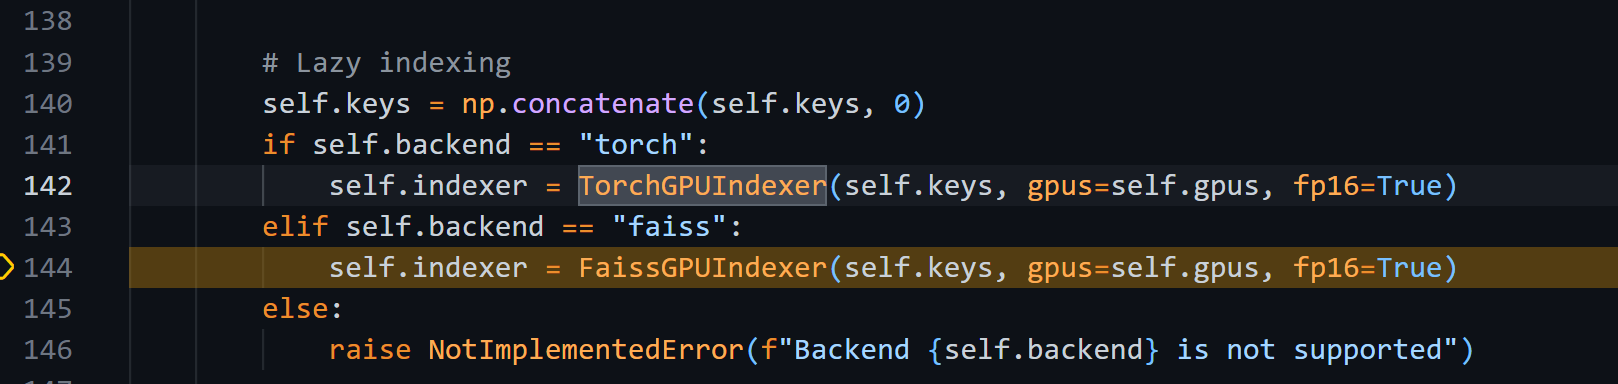 138
139 # Lazy indexing
140 self.keys = np.concatenate(self.keys, 0)
141 if self.backend == "torch":
142 self.indexer = TorchGPUIndexer(self.keys, gpus=self.gpus, fp16=True)
143 elif self.backend == "faiss":
144 self.indexer = FaissGPUIndexer(self.keys, gpus=self.gpus, fp16=True)
145 else:
146 raise NotImplementedError(f"Backend {self.backend} is not supported")